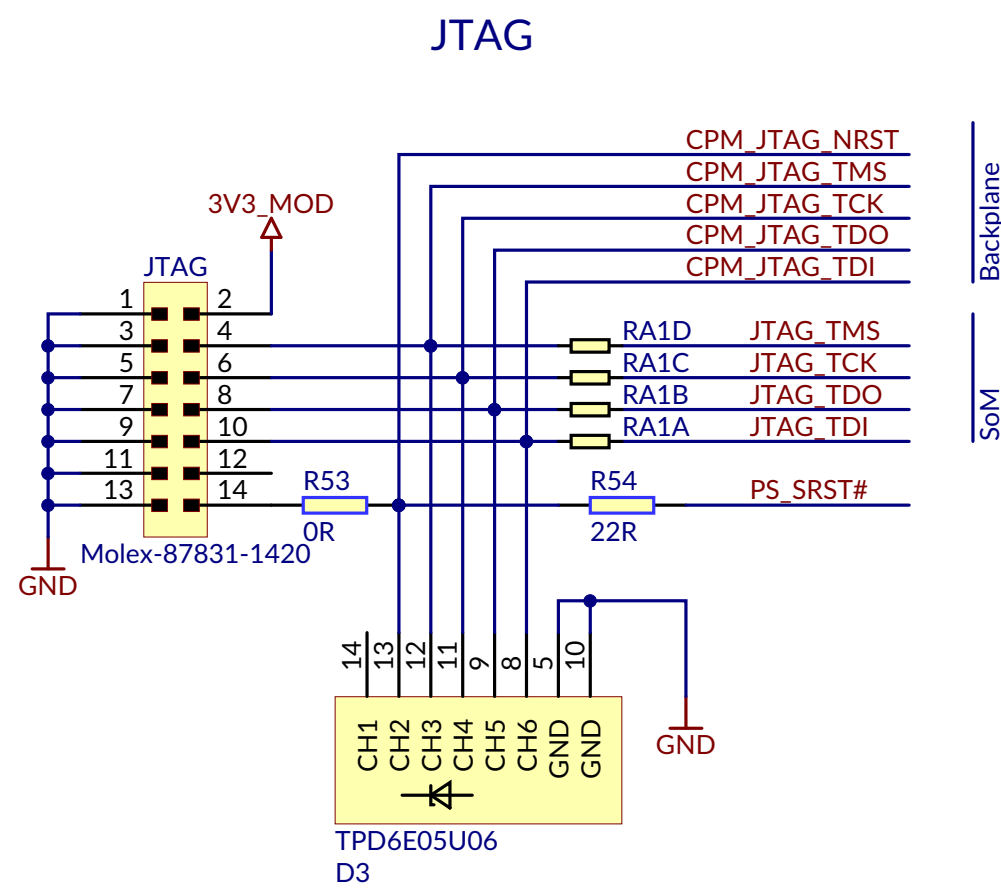 JTAG
CPM_JTAG_NRST
CPM_JTAG_TMS
CPM_JTAG_TCK
CPM_JTAG_TDO
CPM_JTAG_TDI
Backplane
3V3_MOD
JTAG
1 2
3 4
5 6
7 8
9 10
11 12
13 14
RA1D JTAG_TMS
RA1C JTAG_TCK
RA1B JTAG_TDO
RA1A JTAG_TDI
SoM
R53 R54 PS_SRST#
0R 22R
Molex-87831-1420
GND
14 13 12 11 9 8 5 10
CH1 CH2 CH3 CH4 CH5 CH6 GND GND
GND
TPD6E05U06
D3